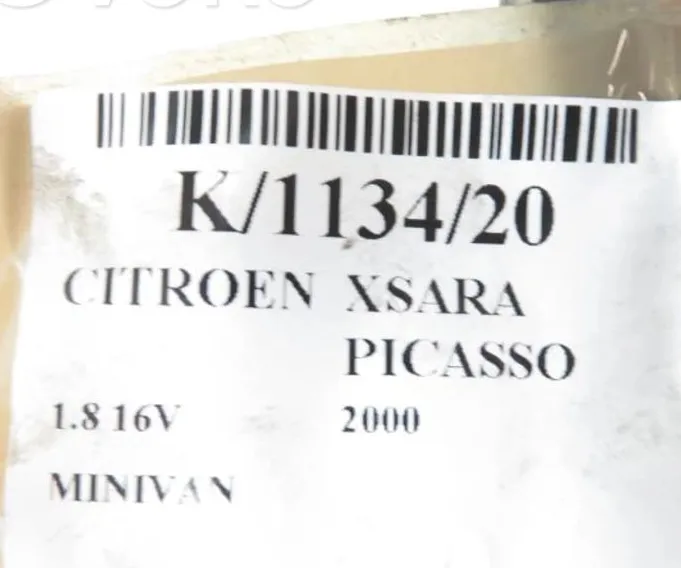 K/1134/20
CITROEN XSARA
PICASSO
1.8 16V 2000
MINIVAN